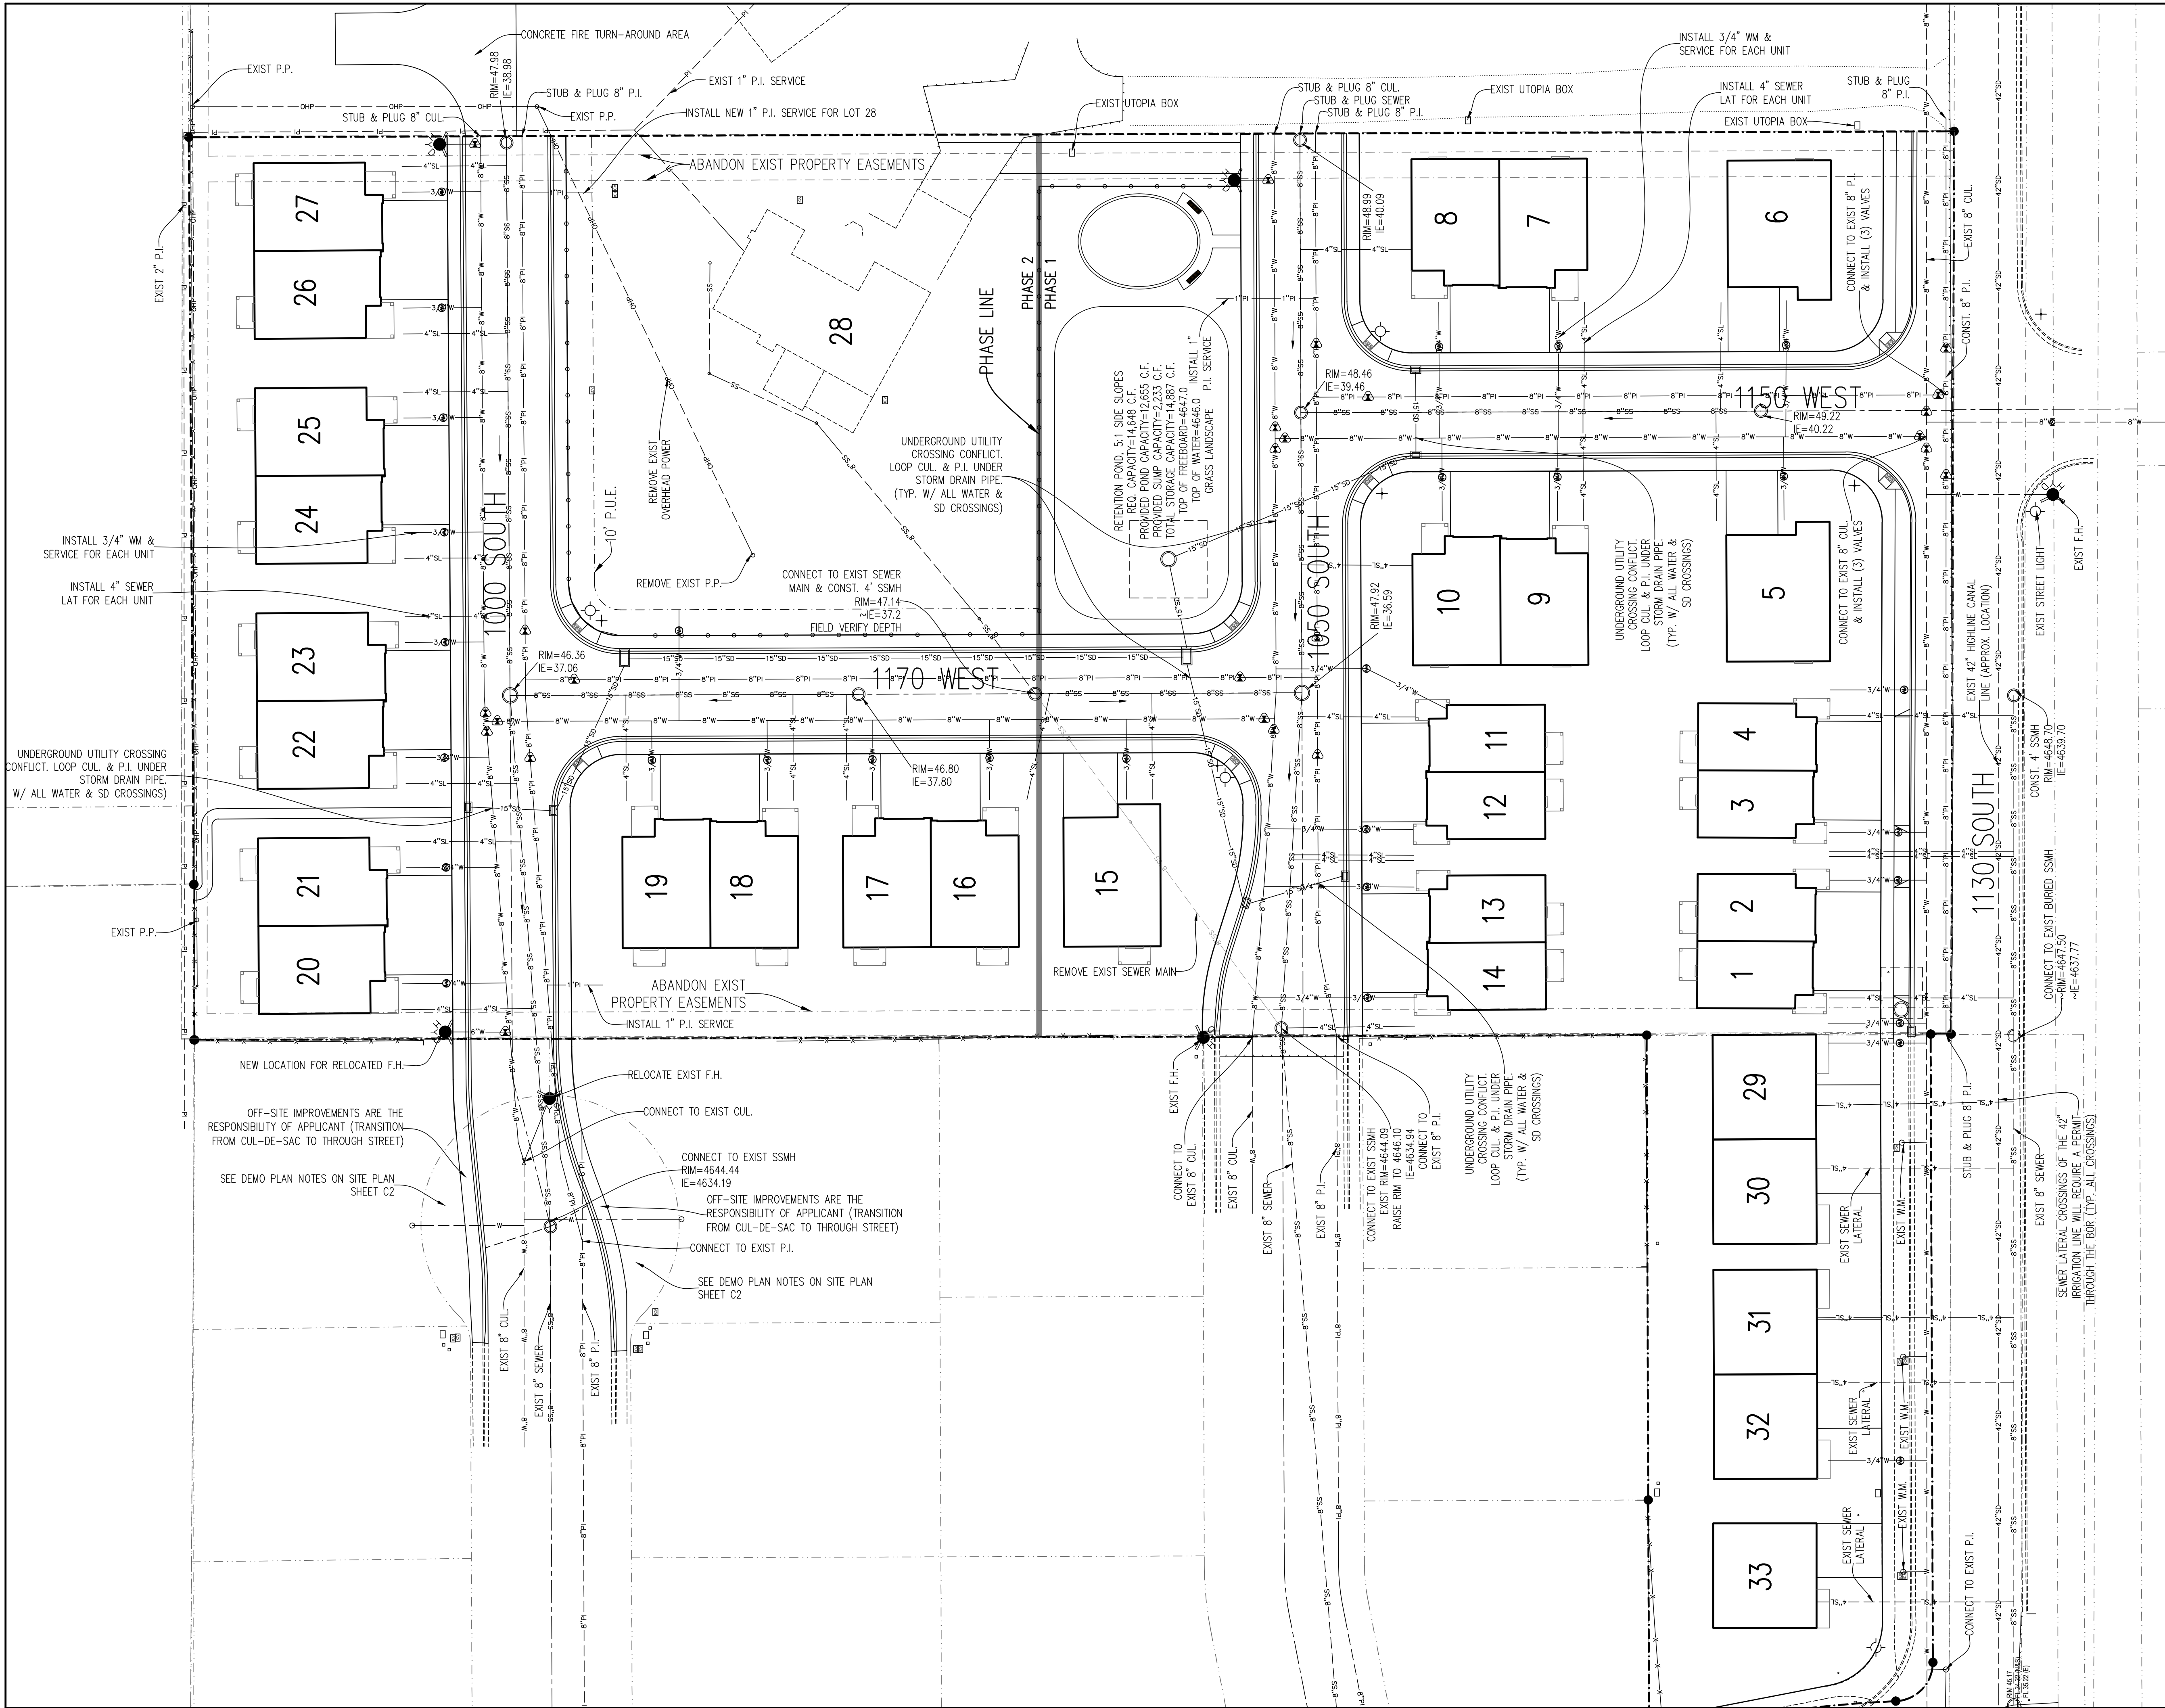 CONCRETE FIRE TURN-AROUND AREA
EXIST P.P.
RIM=47.98
IE=38.98
EXIST 1" P.I. SERVICE
STUB & PLUG 8" P.I.
STUB & PLUG 8" CUL.
EXIST P.P.
INSTALL NEW 1" P.I. SERVICE FOR LOT 28
ABANDON EXIST PROPERTY EASEMENTS
EXIST UTOPIA BOX
STUB & PLUG 8" CUL.
STUB & PLUG SEWER
STUB & PLUG 8" P.I.
EXIST UTOPIA BOX
INSTALL 3/4" WM &
SERVICE FOR EACH UNIT
INSTALL 4" SEWER
LAT FOR EACH UNIT
EXIST UTOPIA BOX
STUB & PLUG
8" P.I.
EXIST 2" P.I.
27
26
25
24
23
22
21
20
28
8
7
6
RIM=48.99
IE=40.09
CONNECT TO EXIST 8" P.I.
& INSTALL (3) VALVES
EXIST 8" CUL.
CONST. 8" P.I.
PHASE LINE
PHASE 2
PHASE 1
RETENTION POND, 5:1 SIDE SLOPES
REQ. CAPACITY=14,648 C.F.
PROVIDED POND CAPACITY=12,655 C.F.
PROVIDED SUMP CAPACITY=2,233 C.F.
TOTAL STORAGE CAPACITY=14,887 C.F.
TOP OF FREEBOARD=4647.0
TOP OF WATER=4646.0
GRASS LANDSCAPE
INSTALL 1"
P.I. SERVICE
RIM=48.46
IE=39.46
1150 WEST
RIM=49.22
IE=40.22
UNDERGROUND UTILITY
CROSSING CONFLICT.
LOOP CUL. & P.I. UNDER
STORM DRAIN PIPE.
(TYP. W/ ALL WATER &
SD CROSSINGS)
REMOVE EXIST
OVERHEAD POWER
10' P.U.E.
REMOVE EXIST P.P.
INSTALL 3/4" WM &
SERVICE FOR EACH UNIT
INSTALL 4" SEWER
LAT FOR EACH UNIT
1000 SOUTH
CONNECT TO EXIST SEWER
MAIN & CONST. 4' SSMH
RIM=47.14
~IE=37.2
FIELD VERIFY DEPTH
RIM=46.36
IE=37.06
1170 WEST
1050 SOUTH
RIM=47.92
IE=36.59
10
9
5
UNDERGROUND UTILITY
CROSSING CONFLICT.
LOOP CUL. & P.I. UNDER
STORM DRAIN PIPE.
(TYP. W/ ALL WATER &
SD CROSSINGS)
CONNECT TO EXIST 8" CUL.
& INSTALL (3) VALVES
EXIST 42" HIGHLINE CANAL
LINE (APPROX. LOCATION)
EXIST STREET LIGHT
EXIST F.H.
RIM=46.80
IE=37.80
UNDERGROUND UTILITY CROSSING
CONFLICT. LOOP CUL. & P.I. UNDER
STORM DRAIN PIPE.
W/ ALL WATER & SD CROSSINGS)
19
18
17
16
15
11
12
13
14
4
3
2
1
1130 SOUTH
CONST. 4' SSMH
RIM=4648.70
IE=4639.70
CONNECT TO EXIST BURIED SSMH
~RIM=4647.50
~IE=4637.77
EXIST P.P.
REMOVE EXIST SEWER MAIN
ABANDON EXIST
PROPERTY EASEMENTS
INSTALL 1" P.I. SERVICE
NEW LOCATION FOR RELOCATED F.H.
RELOCATE EXIST F.H.
OFF-SITE IMPROVEMENTS ARE THE
RESPONSIBILITY OF APPLICANT (TRANSITION
FROM CUL-DE-SAC TO THROUGH STREET)
CONNECT TO EXIST CUL.
SEE DEMO PLAN NOTES ON SITE PLAN
SHEET C2
CONNECT TO EXIST SSMH
RIM=4644.44
IE=4634.19
OFF-SITE IMPROVEMENTS ARE THE
RESPONSIBILITY OF APPLICANT (TRANSITION
FROM CUL-DE-SAC TO THROUGH STREET)
CONNECT TO EXIST P.I.
SEE DEMO PLAN NOTES ON SITE PLAN
SHEET C2
EXIST 8" CUL.
EXIST 8" SEWER
EXIST 8" P.I.
EXIST F.H.
CONNECT TO
EXIST 8" CUL.
EXIST 8" CUL.
EXIST 8" SEWER
EXIST 8" P.I.
CONNECT TO EXIST SSMH
EXIST RIM=4644.09
RAISE RIM TO 4646.10
IE=4634.94
CONNECT TO
EXIST 8" P.I.
UNDERGROUND UTILITY
CROSSING CONFLICT.
LOOP CUL. & P.I. UNDER
STORM DRAIN PIPE.
(TYP. W/ ALL WATER &
SD CROSSINGS)
29
30
31
32
33
EXIST SEWER
LATERAL
EXIST W.M.
STUB & PLUG 8" P.I.
EXIST 8" SEWER
SEWER LATERAL CROSSINGS OF THE 42"
IRRIGATION LINE WILL REQUIRE A PERMIT
THROUGH THE BOR (TYP. ALL CROSSINGS)
EXIST SEWER
LATERAL
EXIST W.M.
EXIST SEWER
LATERAL
EXIST W.M.
CONNECT TO EXIST P.I.